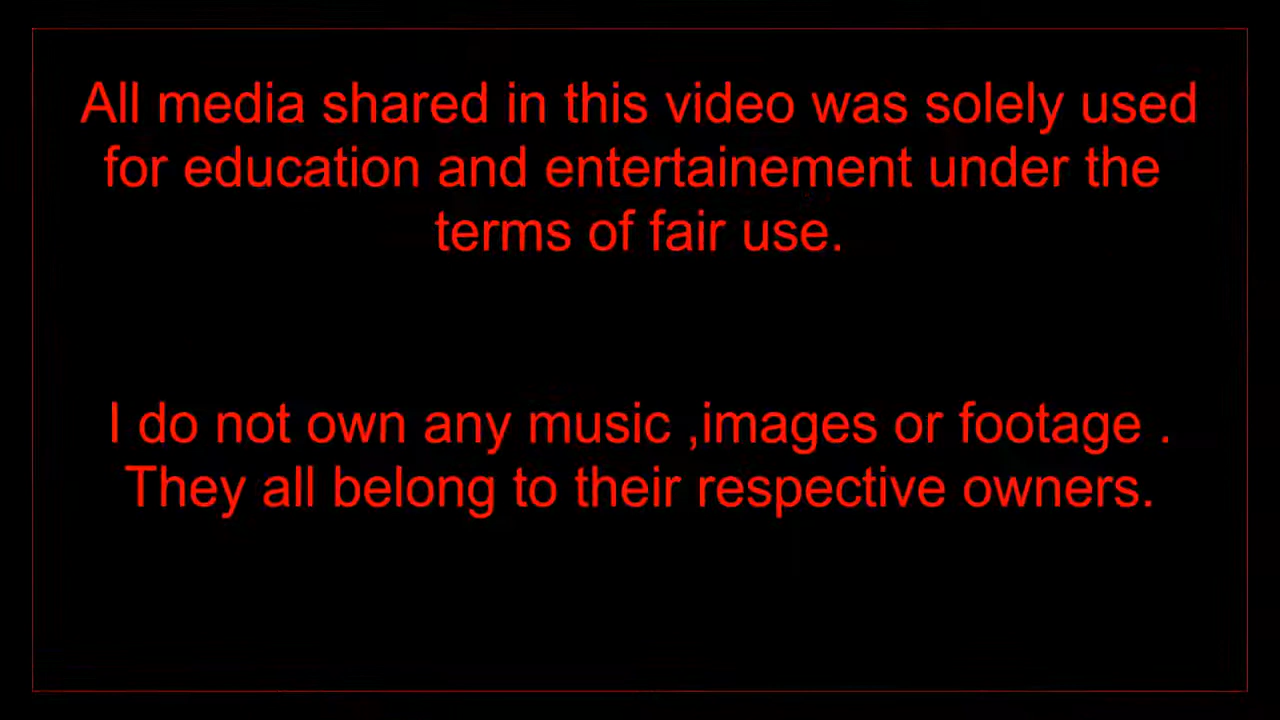 All media shared in this video was solely used
for education and entertainement under the
terms of fair use.
I do not own any music ,images or footage .
They all belong to their respective owners.